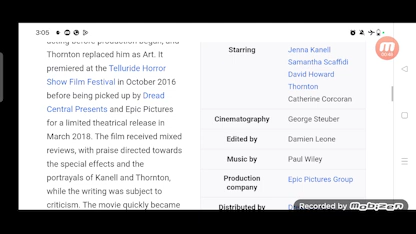 3:05
before production began, and
Thornton replaced him as Art. It
premiered at the Telluride Horror
Show Film Festival in October 2016
before being picked up by Dread
Central Presents and Epic Pictures
for a limited theatrical release in
March 2018. The film received mixed
reviews, with praise directed towards
the special effects and the
portrayals of Kanell and Thornton,
while the writing was subject to
criticism. The movie quickly became
Starring
Jenna Kanell
Samantha Scaffidi
David Howard
Thornton
Catherine Corcoran
Cinematography
George Steuber
Edited by
Damien Leone
Music by
Paul Wiley
Production
company
Epic Pictures Group
Distributed by
Recorded by
Mobizen